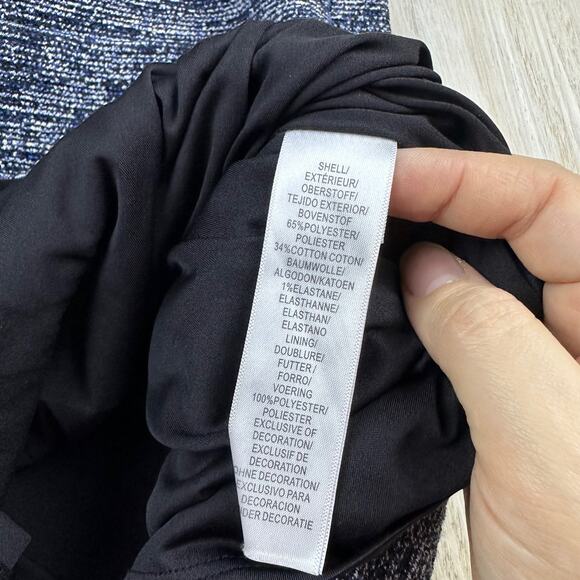 SHELL/
EXTÉRIEUR/
OBERSTOFF/
TEJIDO EXTERIOR/
BOVENSTOF
65%POLYESTER/
POLIESTER
34%COTTON COTON/
BAUMWOLLE/
ALGODON/KATOEN
1%ELASTANE/
ELASTHANNE/
ELASTHAN/
ELASTANO
LINING/
DOUBLURE/
FUTTER/
FORRO/
VOERING
100%POLYESTER/
POLIESTER
EXCLUSIVE OF
DECORATION/
EXCLUSIF DE
DECORATION
OHNE DECORATION/
EXCLUSIVO PARA
DECORACION
DECORATIE